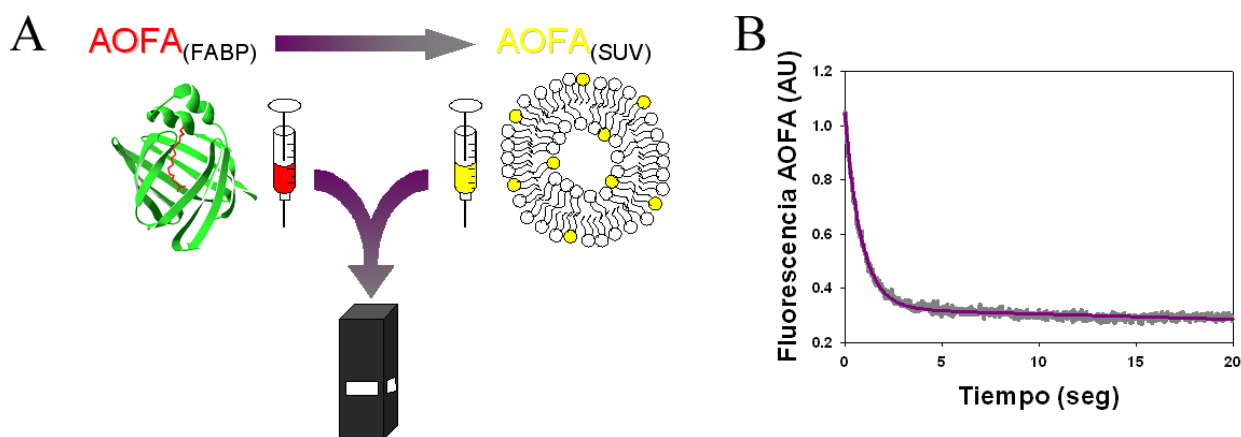 A
AOFA(FABP)
AOFA(SUV)
B
Fluorescencia AOFA (AU)
1.2
1.0
0.8
0.6
0.4
0.2
0
5
10
15
20
Tiempo (seg)